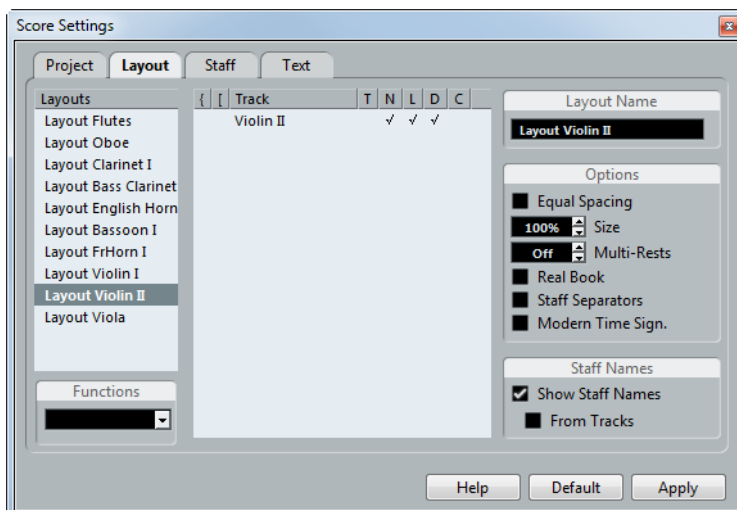 Score Settings
Project Layout Staff Text
Layouts
Layout Flutes
Layout Oboe
Layout Clarinet I
Layout Bass Clarinet
Layout English Horn
Layout Bassoon I
Layout FrHorn I
Layout Violin I
Layout Violin II
Layout Viola
Functions
{ [ Track T N L D C
Violin II √ √ √
Layout Name
Layout Violin II
Options
Equal Spacing
100% Size
Off Multi-Rests
Real Book
Staff Separators
Modern Time Sign.
Staff Names
Show Staff Names
From Tracks
Help Default Apply